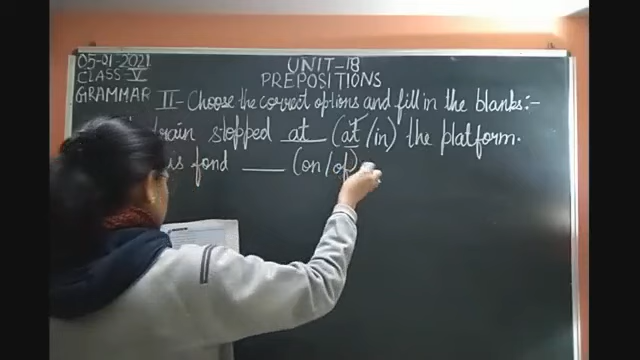 05-01-2021
UNIT-18
CLASS-V
PREPOSITIONS
GRAMMAR
II- Choose the correct options and fill in the blanks:-
train stopped at (at/in) the platform.
is fond ____ (on/of)